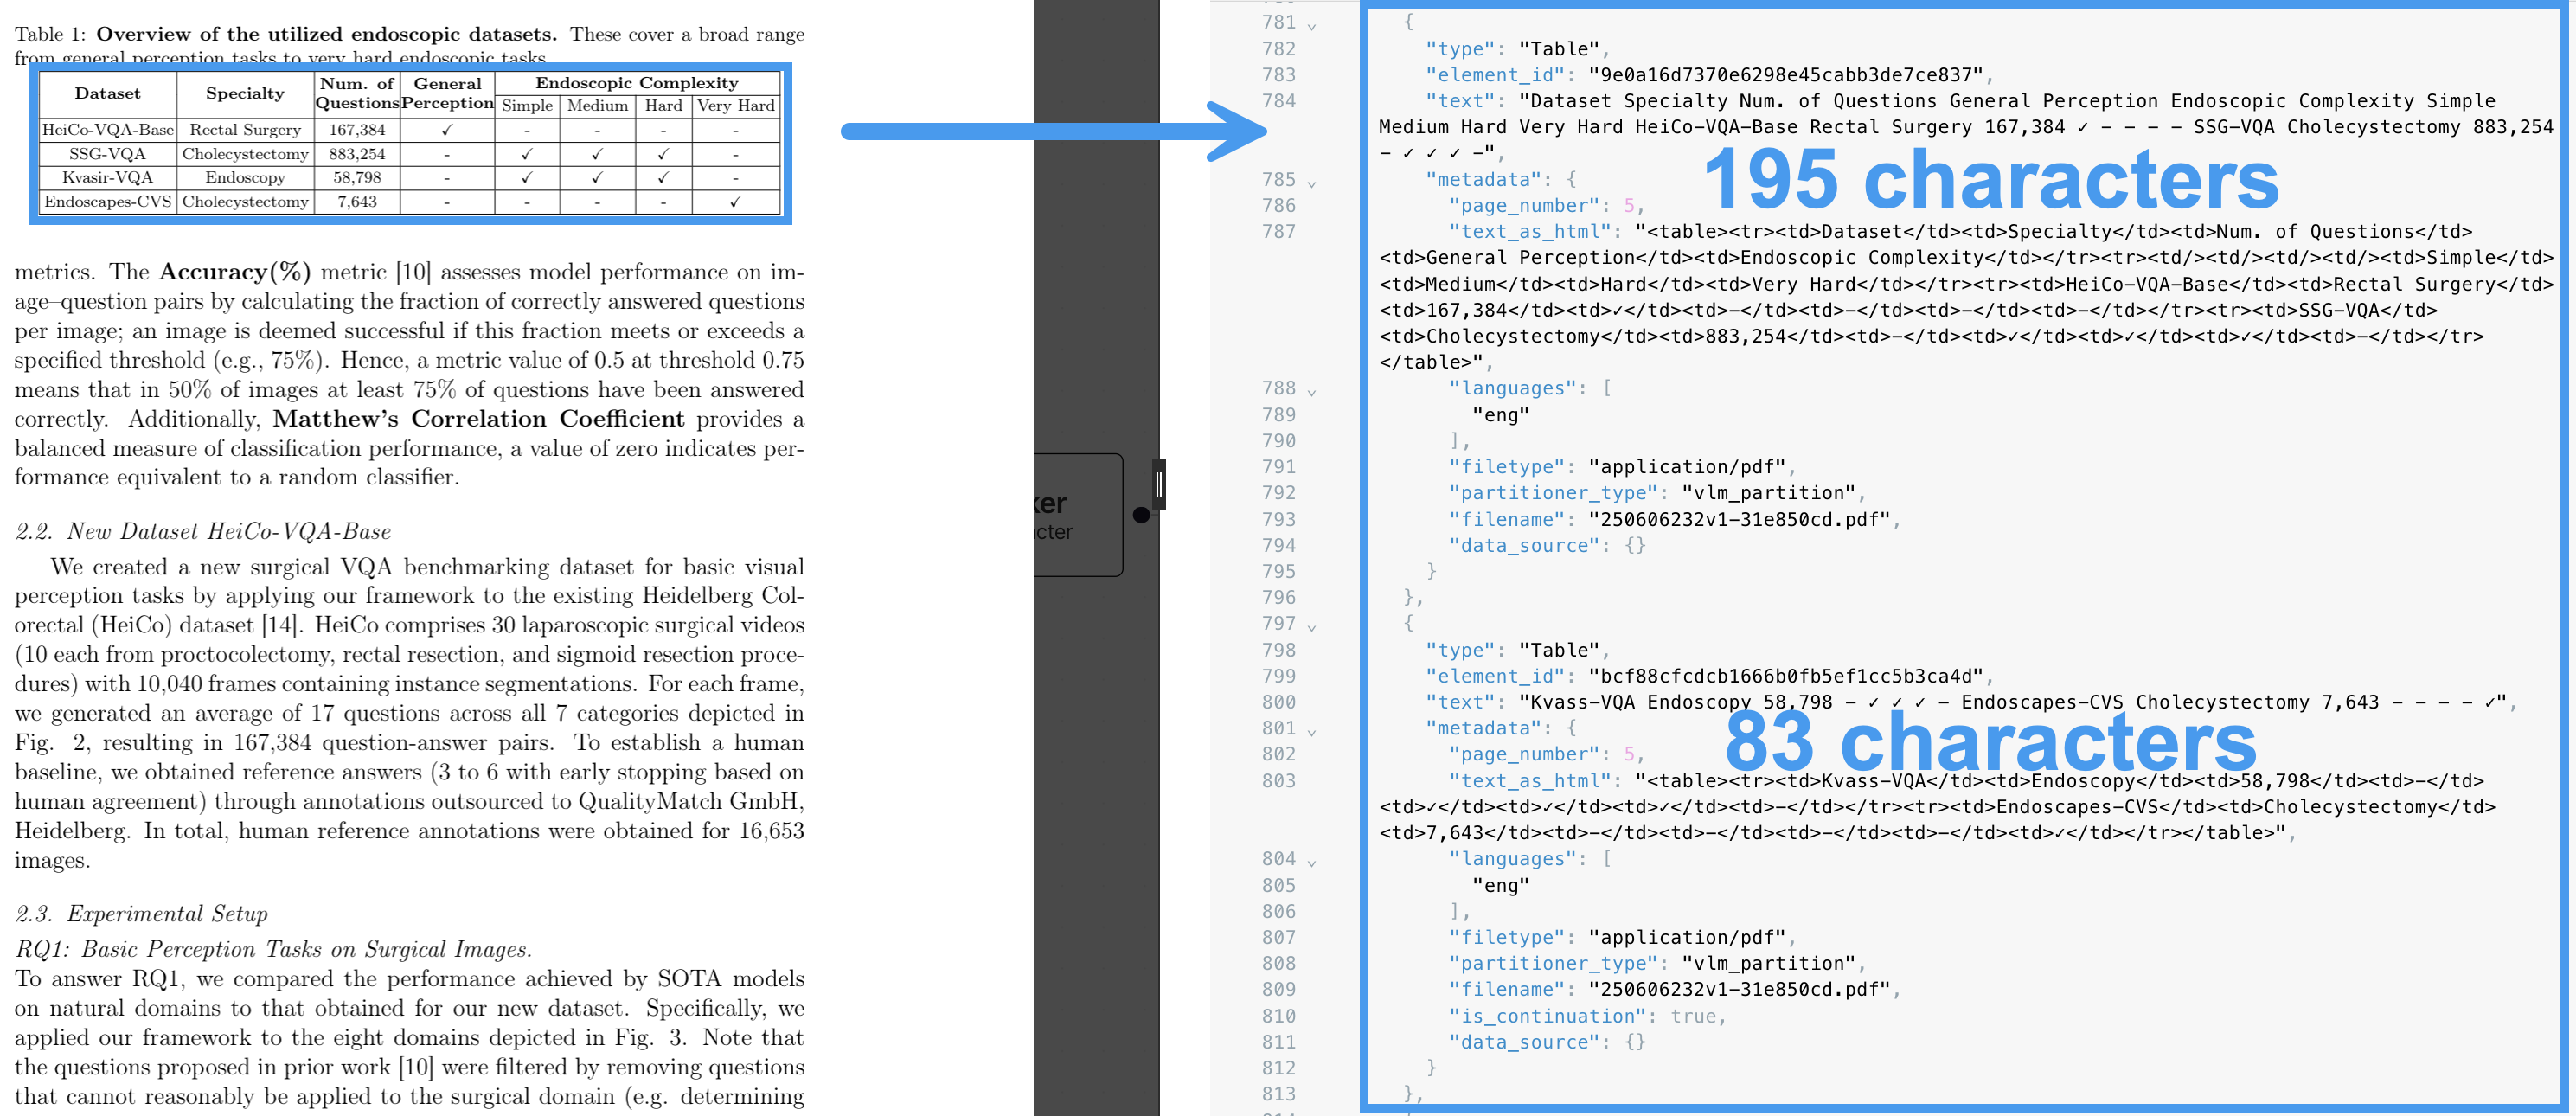 Table 1: Overview of the utilized endoscopic datasets. These cover a broad range
from general perception tasks to very hard endoscopic tasks.
Dataset Specialty Num. of Questions General Perception Endoscopic Complexity
Simple Medium Hard Very Hard
HeiCo-VQA-Base Rectal Surgery 167,384 ✓ - - - -
SSG-VQA Cholecystectomy 883,254 - ✓ ✓ ✓ -
Kvasir-VQA Endoscopy 58,798 - ✓ ✓ ✓ -
Endoscapes-CVS Cholecystectomy 7,643 - - - - ✓
metrics. The Accuracy(%) metric [10] assesses model performance on im-
age–question pairs by calculating the fraction of correctly answered questions
per image; an image is deemed successful if this fraction meets or exceeds a
specified threshold (e.g., 75%). Hence, a metric value of 0.5 at threshold 0.75
means that in 50% of images at least 75% of questions have been answered
correctly. Additionally, Matthew's Correlation Coefficient provides a
balanced measure of classification performance, a value of zero indicates per-
formance equivalent to a random classifier.
2.2. New Dataset HeiCo-VQA-Base
We created a new surgical VQA benchmarking dataset for basic visual
perception tasks by applying our framework to the existing Heidelberg Col-
orectal (HeiCo) dataset [14]. HeiCo comprises 30 laparoscopic surgical videos
(10 each from proctocolectomy, rectal resection, and sigmoid resection proce-
dures) with 10,040 frames containing instance segmentations. For each frame,
we generated an average of 17 questions across all 7 categories depicted in
Fig. 2, resulting in 167,384 question-answer pairs. To establish a human
baseline, we obtained reference answers (3 to 6 with early stopping based on
human agreement) through annotations outsourced to QualityMatch GmbH,
Heidelberg. In total, human reference annotations were obtained for 16,653
images.
2.3. Experimental Setup
RQ1: Basic Perception Tasks on Surgical Images.
To answer RQ1, we compared the performance achieved by SOTA models
on natural domains to that obtained for our new dataset. Specifically, we
applied our framework to the eight domains depicted in Fig. 3. Note that
the questions proposed in prior work [10] were filtered by removing questions
that cannot reasonably be applied to the surgical domain (e.g. determining
ker
cter
781 {
782 "type": "Table",
783 "element_id": "9e0a16d7370e6298e45cabb3de7ce837",
784 "text": "Dataset Specialty Num. of Questions General Perception Endoscopic Complexity Simple
Medium Hard Very Hard HeiCo-VQA-Base Rectal Surgery 167,384 ✓ - - - - SSG-VQA Cholecystectomy 883,254
- ✓ ✓ ✓ -",
195 characters
785 "metadata": {
786 "page_number": 5,
787 "text_as_html": "<table><tr><td>Dataset</td><td>Specialty</td><td>Num. of Questions</td>
<td>General Perception</td><td>Endoscopic Complexity</td></tr><tr><td/><td/><td/><td>Simple</td>
<td>Medium</td><td>Hard</td><td>Very Hard</td></tr><tr><td>HeiCo-VQA-Base</td><td>Rectal Surgery</td>
<td>167,384</td><td>✓</td><td>-</td><td>-</td><td>-</td><td>-</td></tr><tr><td>SSG-VQA</td>
<td>Cholecystectomy</td><td>883,254</td><td>-</td><td>✓</td><td>✓</td><td>✓</td><td>-</td></tr>
</table>",
788 "languages": [
789 "eng"
790 ],
791 "filetype": "application/pdf",
792 "partitioner_type": "vlm_partition",
793 "filename": "250606232v1-31e850cd.pdf",
794 "data_source": {}
795 }
796 },
797 {
798 "type": "Table",
799 "element_id": "bcf88cfcdcb1666b0fb5ef1cc5b3ca4d",
800 "text": "Kvass-VQA Endoscopy 58,798 - ✓ ✓ ✓ - Endoscapes-CVS Cholecystectomy 7,643 - - - - ✓",
83 characters
801 "metadata": {
802 "page_number": 5,
803 "text_as_html": "<table><tr><td>Kvass-VQA</td><td>Endoscopy</td><td>58,798</td><td>-</td>
<td>✓</td><td>✓</td><td>✓</td><td>-</td></tr><tr><td>Endoscapes-CVS</td><td>Cholecystectomy</td>
<td>7,643</td><td>-</td><td>-</td><td>-</td><td>-</td><td>✓</td></tr></table>",
804 "languages": [
805 "eng"
806 ],
807 "filetype": "application/pdf",
808 "partitioner_type": "vlm_partition",
809 "filename": "250606232v1-31e850cd.pdf",
810 "is_continuation": true,
811 "data_source": {}
812 }
813 },